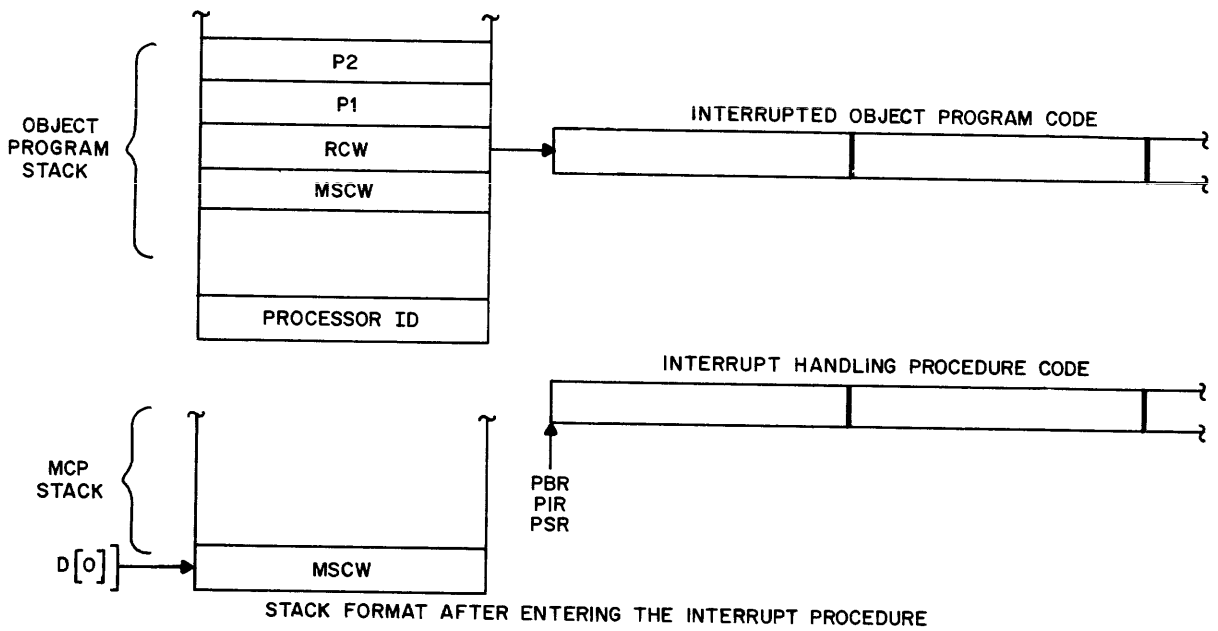 P2
P1
RCW
MSCW
PROCESSOR ID
OBJECT
PROGRAM
STACK
INTERRUPTED OBJECT PROGRAM CODE
INTERRUPT HANDLING PROCEDURE CODE
PBR
PIR
PSR
MCP
STACK
D[0]
MSCW
STACK FORMAT AFTER ENTERING THE INTERRUPT PROCEDURE